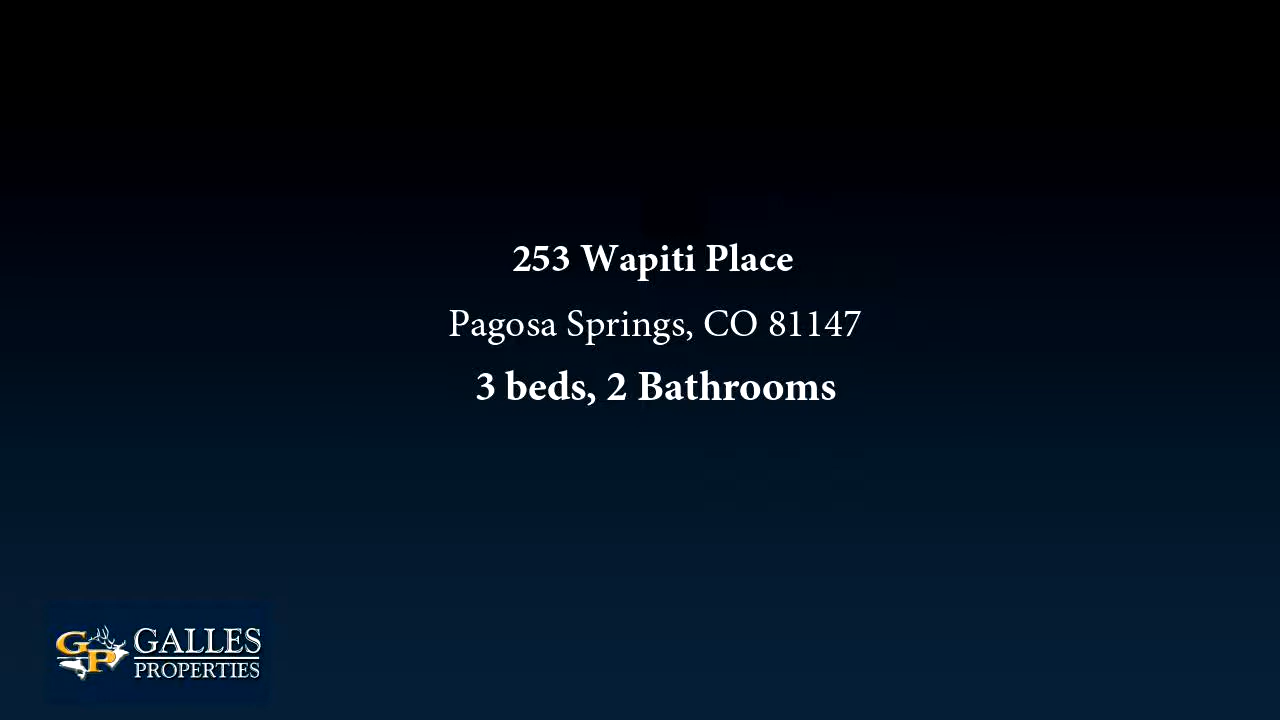 253 Wapiti Place
Pagosa Springs, CO 81147
3 beds, 2 Bathrooms
GP GALLES
PROPERTIES